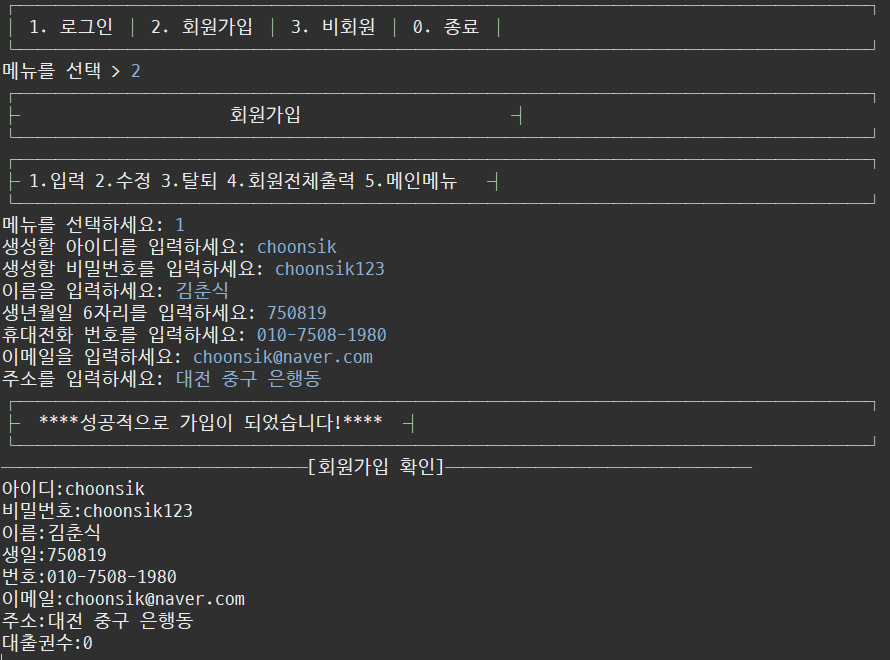 1. 로그인 | 2. 회원가입 | 3. 비회원 | 0. 종료 |
메뉴를 선택 > 2
회원가입
1.입력 2.수정 3.탈퇴 4.회원전체출력 5.메인메뉴
메뉴를 선택하세요: 1
생성할 아이디를 입력하세요: choonsik
생성할 비밀번호를 입력하세요: choonsik123
이름을 입력하세요: 김춘식
생년월일 6자리를 입력하세요: 750819
휴대전화 번호를 입력하세요: 010-7508-1980
이메일을 입력하세요: choonsik@naver.com
주소를 입력하세요: 대전 중구 은행동
****성공적으로 가입이 되었습니다!****
[회원가입 확인]
아이디:choonsik
비밀번호:choonsik123
이름:김춘식
생일:750819
번호:010-7508-1980
이메일:choonsik@naver.com
주소:대전 중구 은행동
대출권수:0